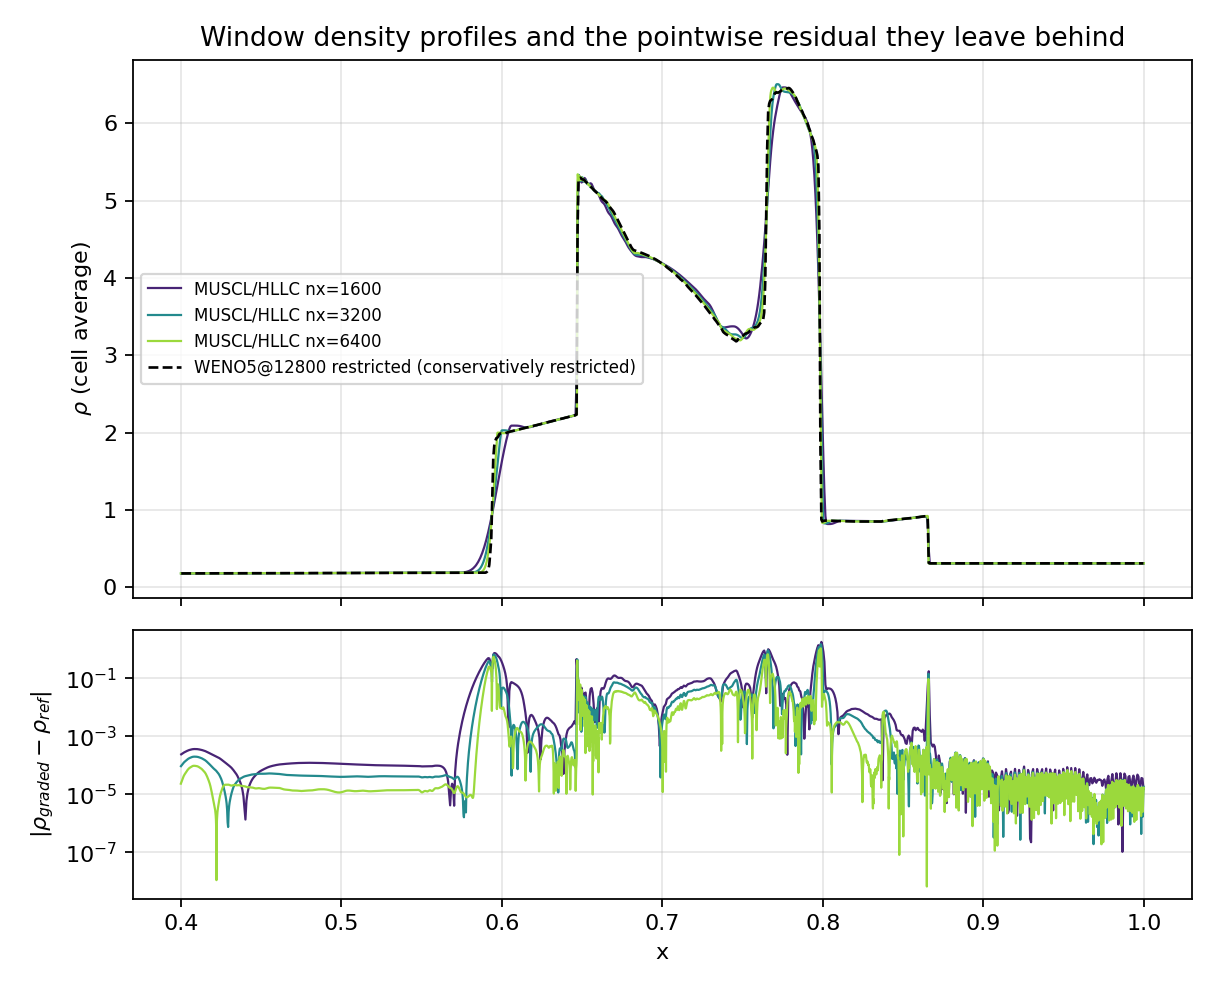 Window density profiles and the pointwise residual they leave behind
ρ (cell average)
6
5
4
3
2
1
0
MUSCL/HLLC nx=1600
MUSCL/HLLC nx=3200
MUSCL/HLLC nx=6400
WENO5@12800 restricted (conservatively restricted)
|ρ_graded − ρ_ref|
10⁻¹
10⁻³
10⁻⁵
10⁻⁷
0.4 0.5 0.6 0.7 0.8 0.9 1.0
x